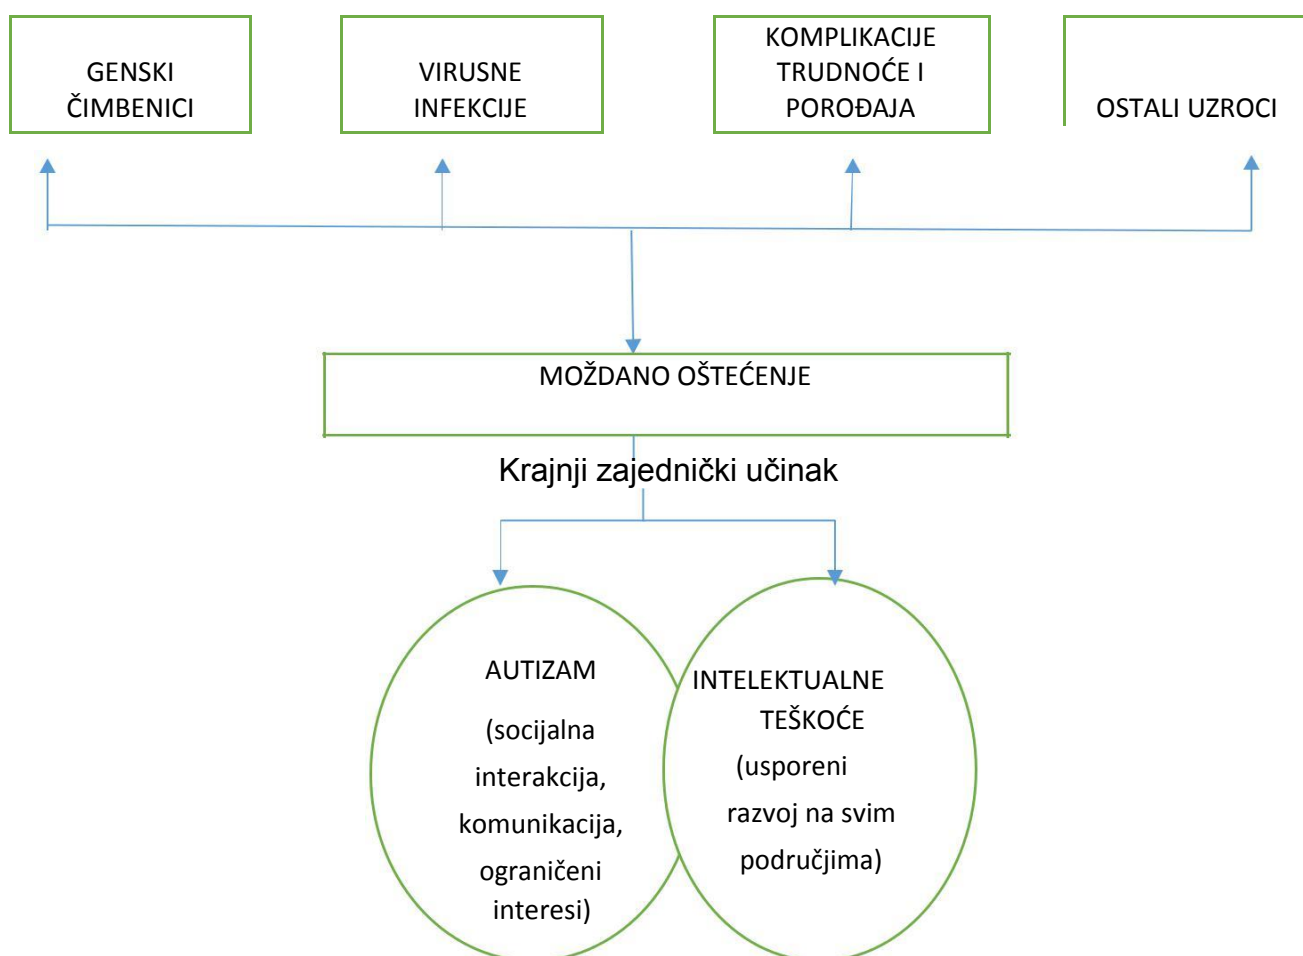 GENSKI
ČIMBENICI
VIRUSNE
INFEKCIJE
KOMPLIKACIJE
TRUDNOĆE I
POROĐAJA
OSTALI UZROCI
MOŽDANO OŠTEĆENJE
Krajnji zajednički učinak
AUTIZAM
(socijalna
interakcija,
komunikacija,
ograničeni
interesi)
INTELEKTUALNE
TEŠKOĆE
(usporeni
razvoj na svim
područjima)